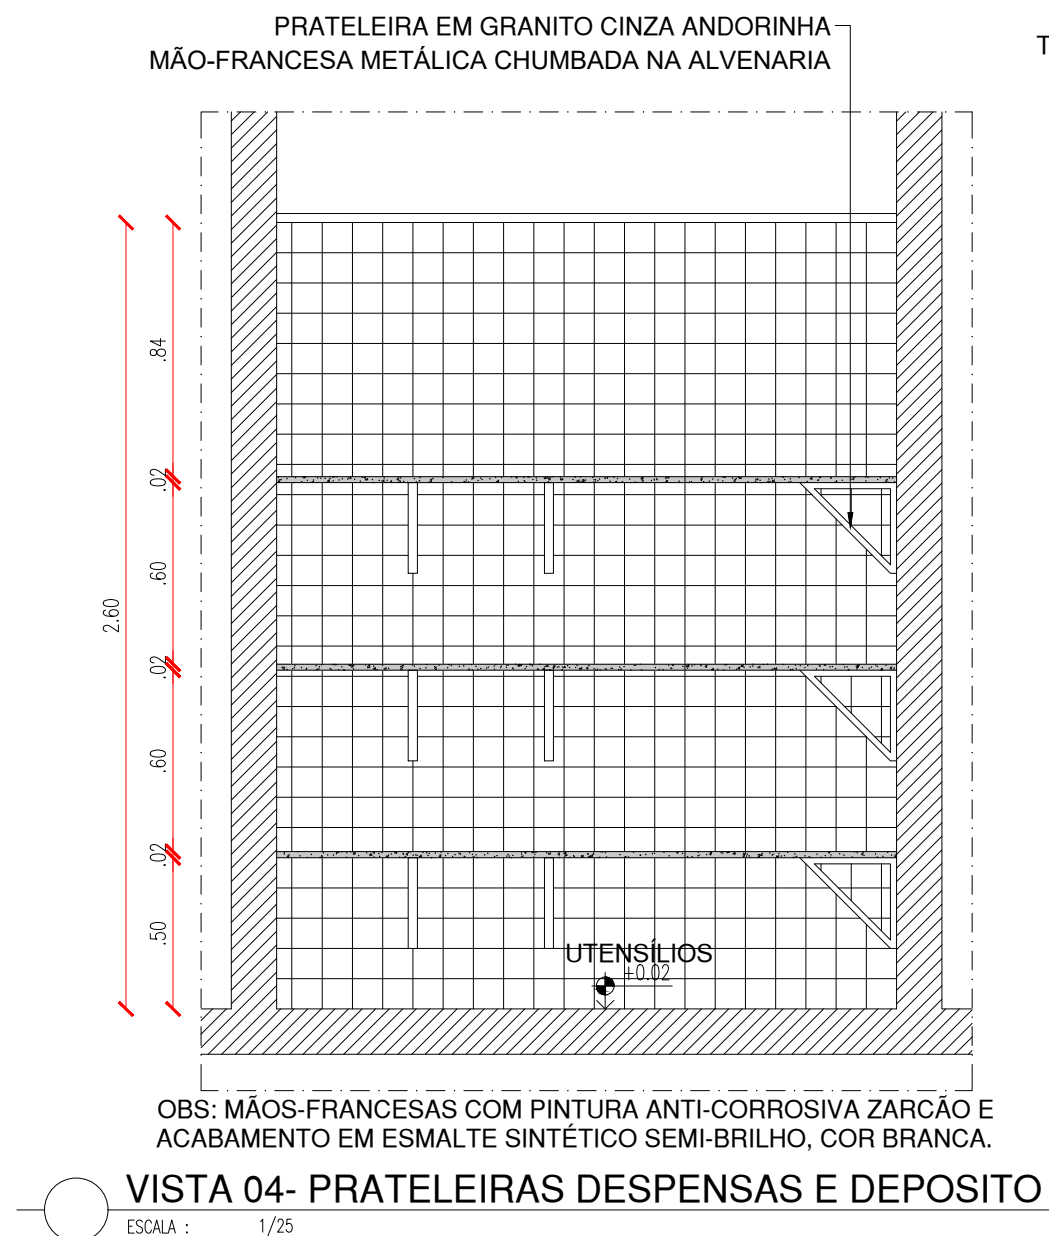 PRATELEIRA EM GRANITO CINZA ANDORINHA
MÃO-FRANCESA METÁLICA CHUMBADA NA ALVENARIA
T
.84
.02
.60
2.60
.02
.60
.02
.50
UTENSÍLIOS
+0.02
OBS: MÃOS-FRANCESAS COM PINTURA ANTI-CORROSIVA ZARCÃO E
ACABAMENTO EM ESMALTE SINTÉTICO SEMI-BRILHO, COR BRANCA.
VISTA 04- PRATELEIRAS DESPENSAS E DEPOSITO
ESCALA : 1/25